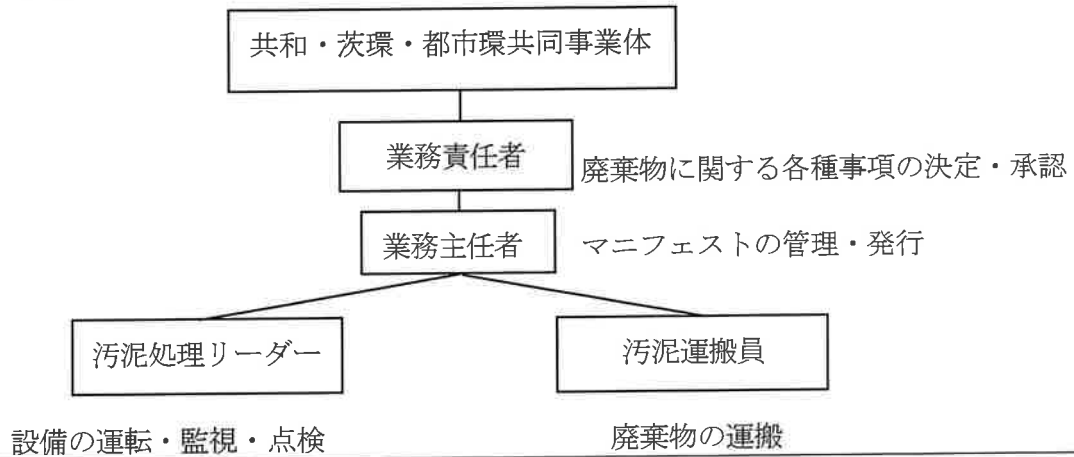 共和・茨環・都市環共同事業体
業務責任者
廃棄物に関する各種事項の決定・承認
業務主任者
マニフェストの管理・発行
汚泥処理リーダー
汚泥運搬員
設備の運転・監視・点検
廃棄物の運搬